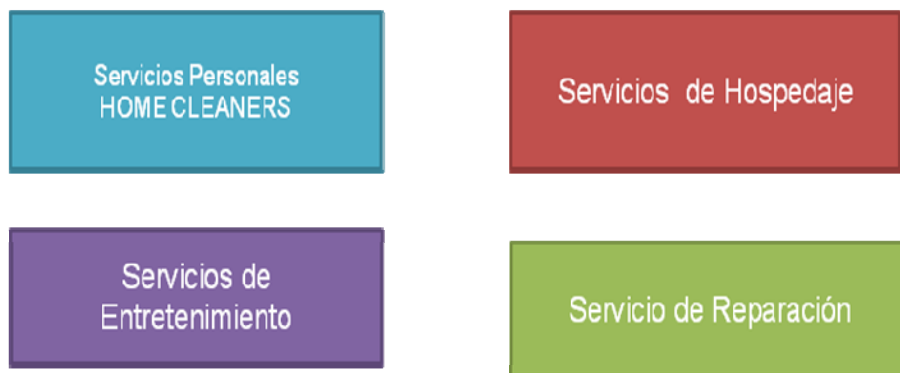 Servicios Personales
HOME CLEANERS
Servicios de Hospedaje
Servicios de
Entretenimiento
Servicio de Reparación